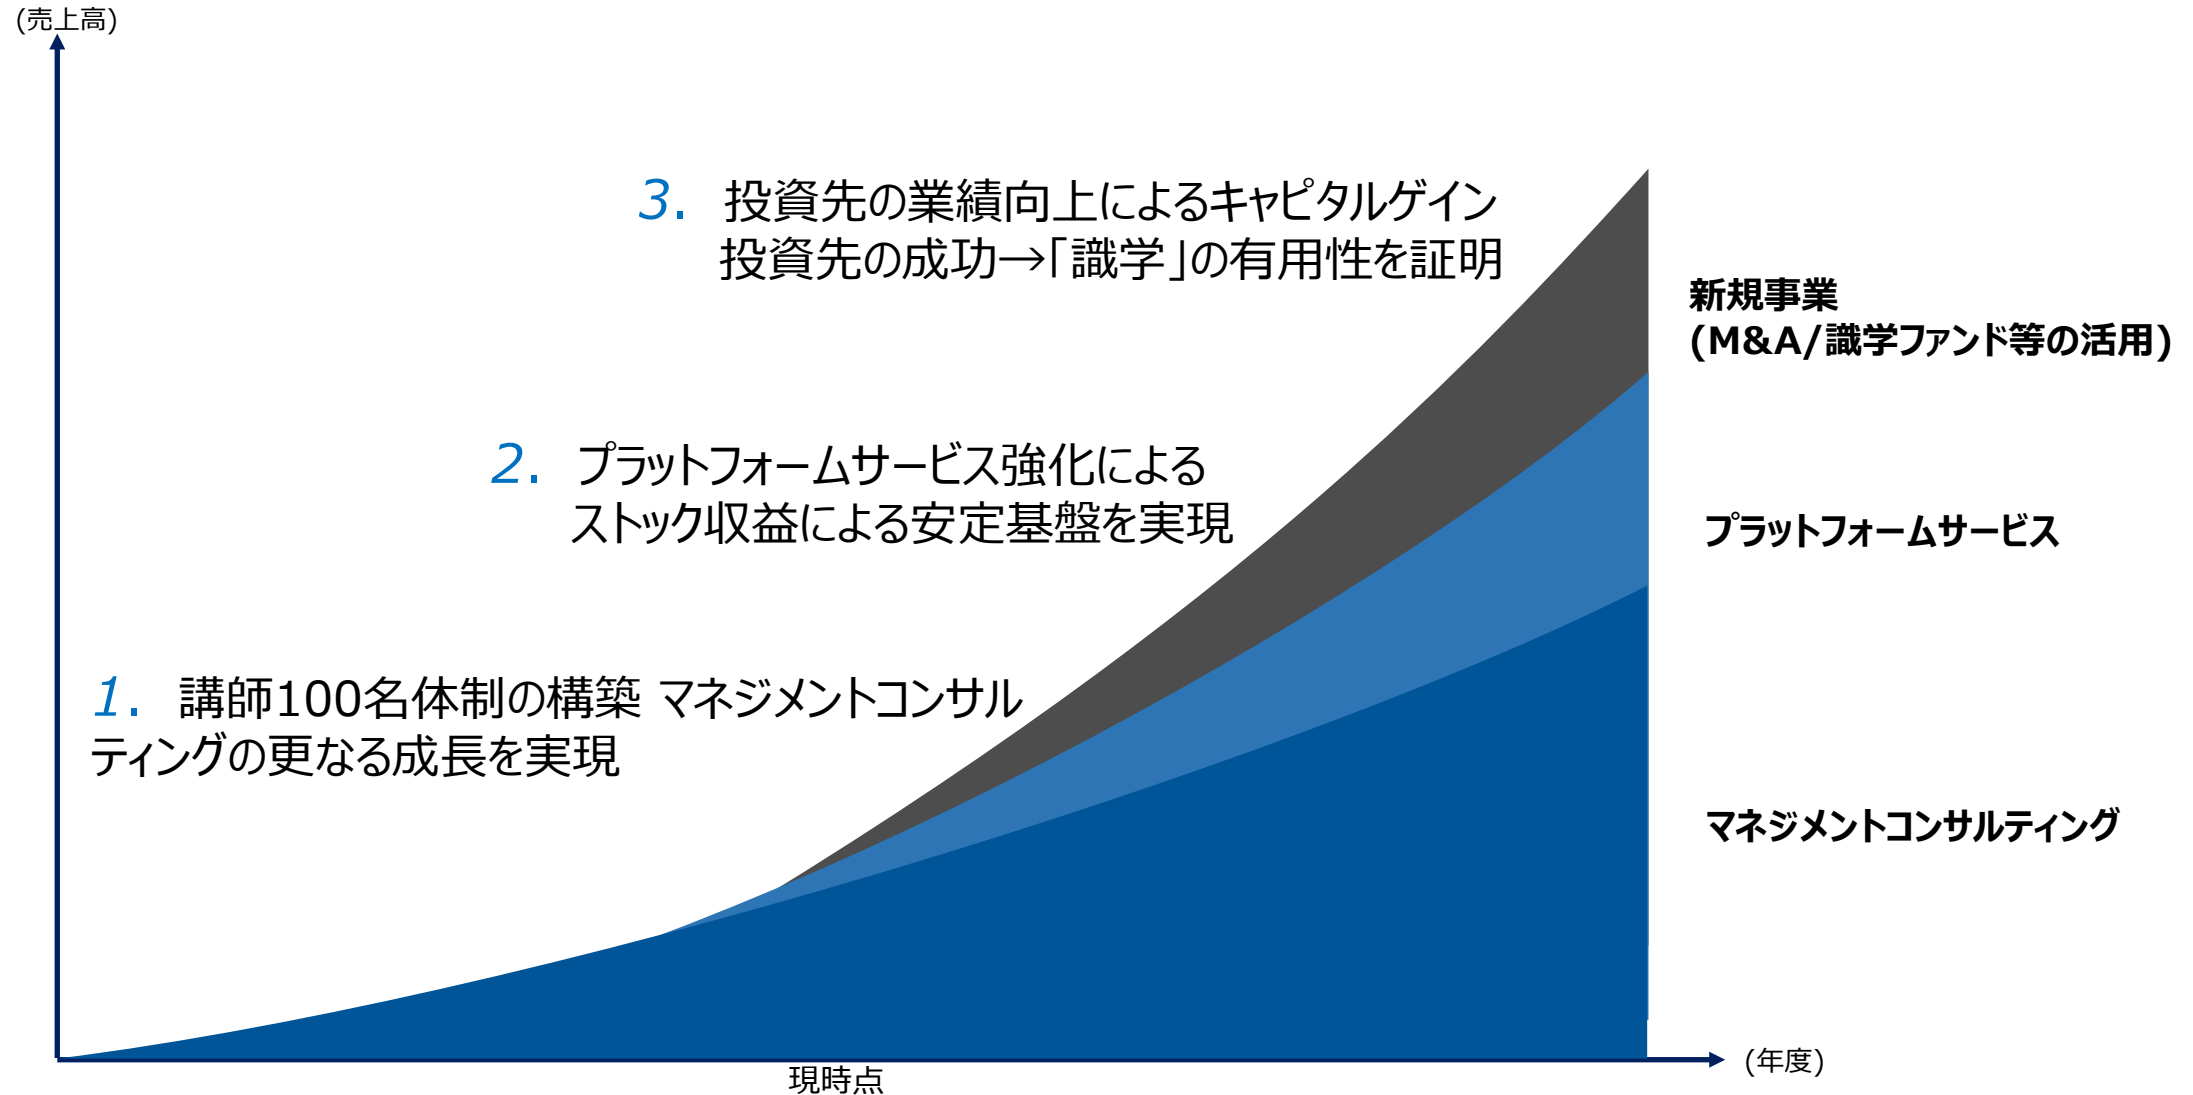 (売上高)
3. 投資先の業績向上によるキャピタルゲイン
投資先の成功→「識学」の有用性を証明
新規事業
(M&A/識学ファンド等の活用)
2. プラットフォームサービス強化による
ストック収益による安定基盤を実現
プラットフォームサービス
1. 講師100名体制の構築 マネジメントコンサル
ティングの更なる成長を実現
マネジメントコンサルティング
(年度)
現時点